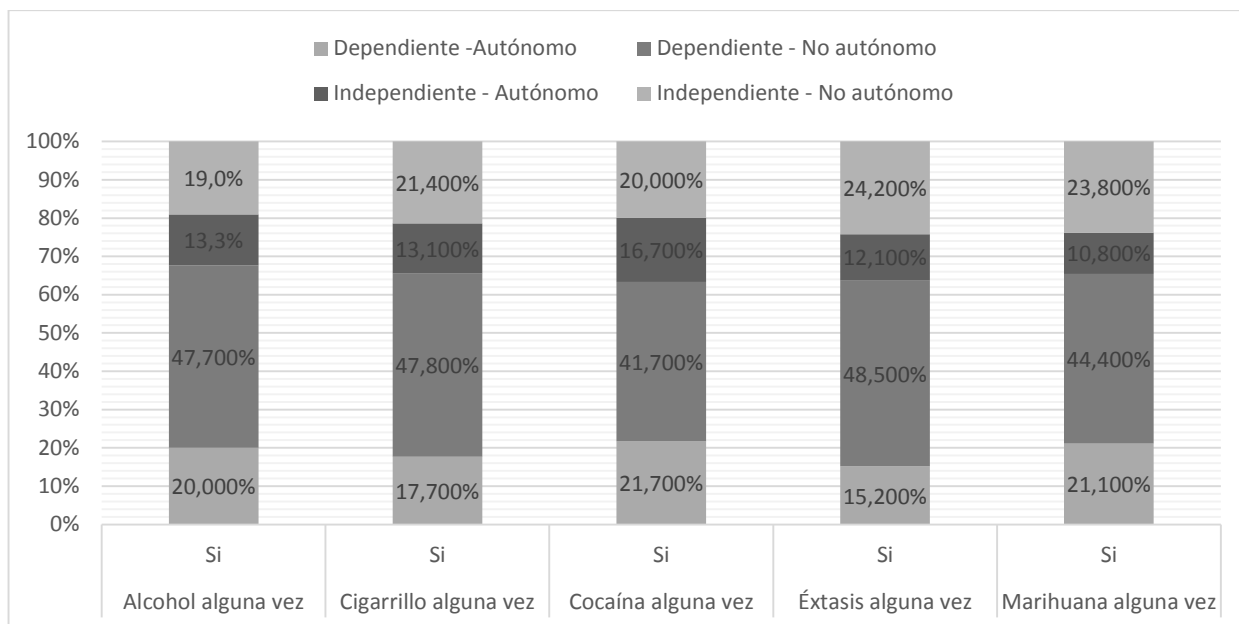 Dependiente -Autónomo Dependiente - No autónomo
Independiente - Autónomo Independiente - No autónomo
100%
90%
80%
70%
60%
50%
40%
30%
20%
10%
0%
19,0% 21,400% 20,000% 24,200% 23,800%
13,3% 13,100% 16,700% 12,100% 10,800%
47,700% 47,800% 41,700% 48,500% 44,400%
20,000% 17,700% 21,700% 15,200% 21,100%
Si Si Si Si Si
Alcohol alguna vez Cigarrillo alguna vez Cocaína alguna vez Éxtasis alguna vez Marihuana alguna vez